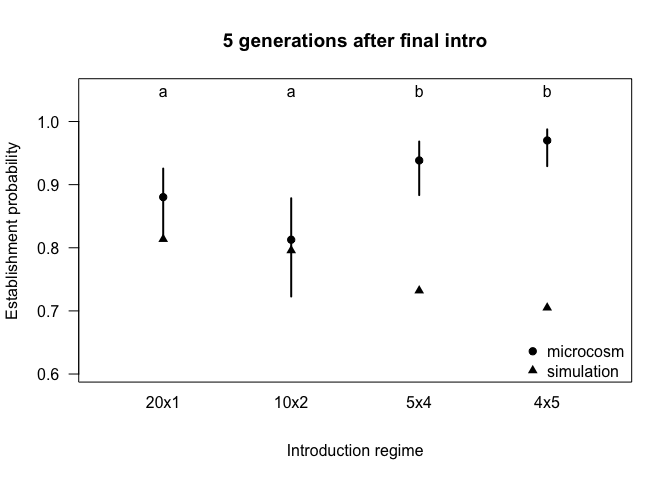 5 generations after final intro
a a b b
1.0
0.9
0.8
0.7
0.6
Establishment probability
microcosm
simulation
20x1 10x2 5x4 4x5
Introduction regime